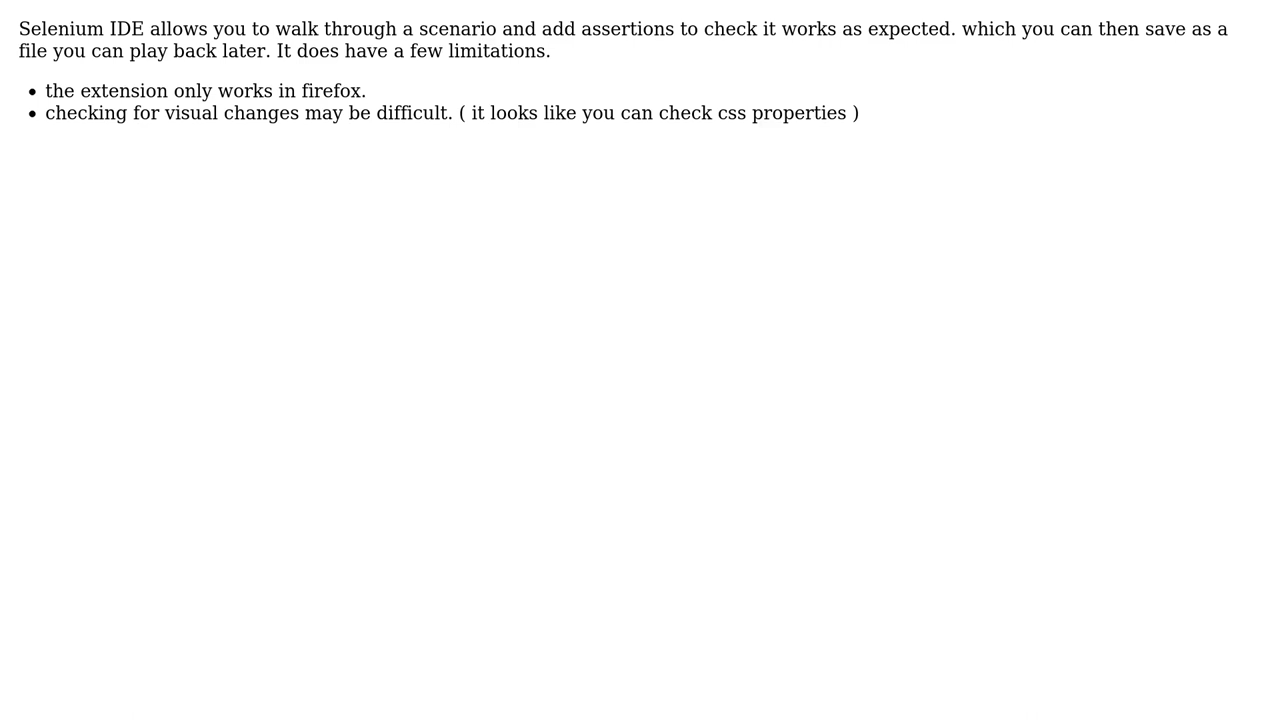 Selenium IDE allows you to walk through a scenario and add assertions to check it works as expected. which you can then save as a
file you can play back later. It does have a few limitations.
• the extension only works in firefox.
• checking for visual changes may be difficult. ( it looks like you can check css properties )